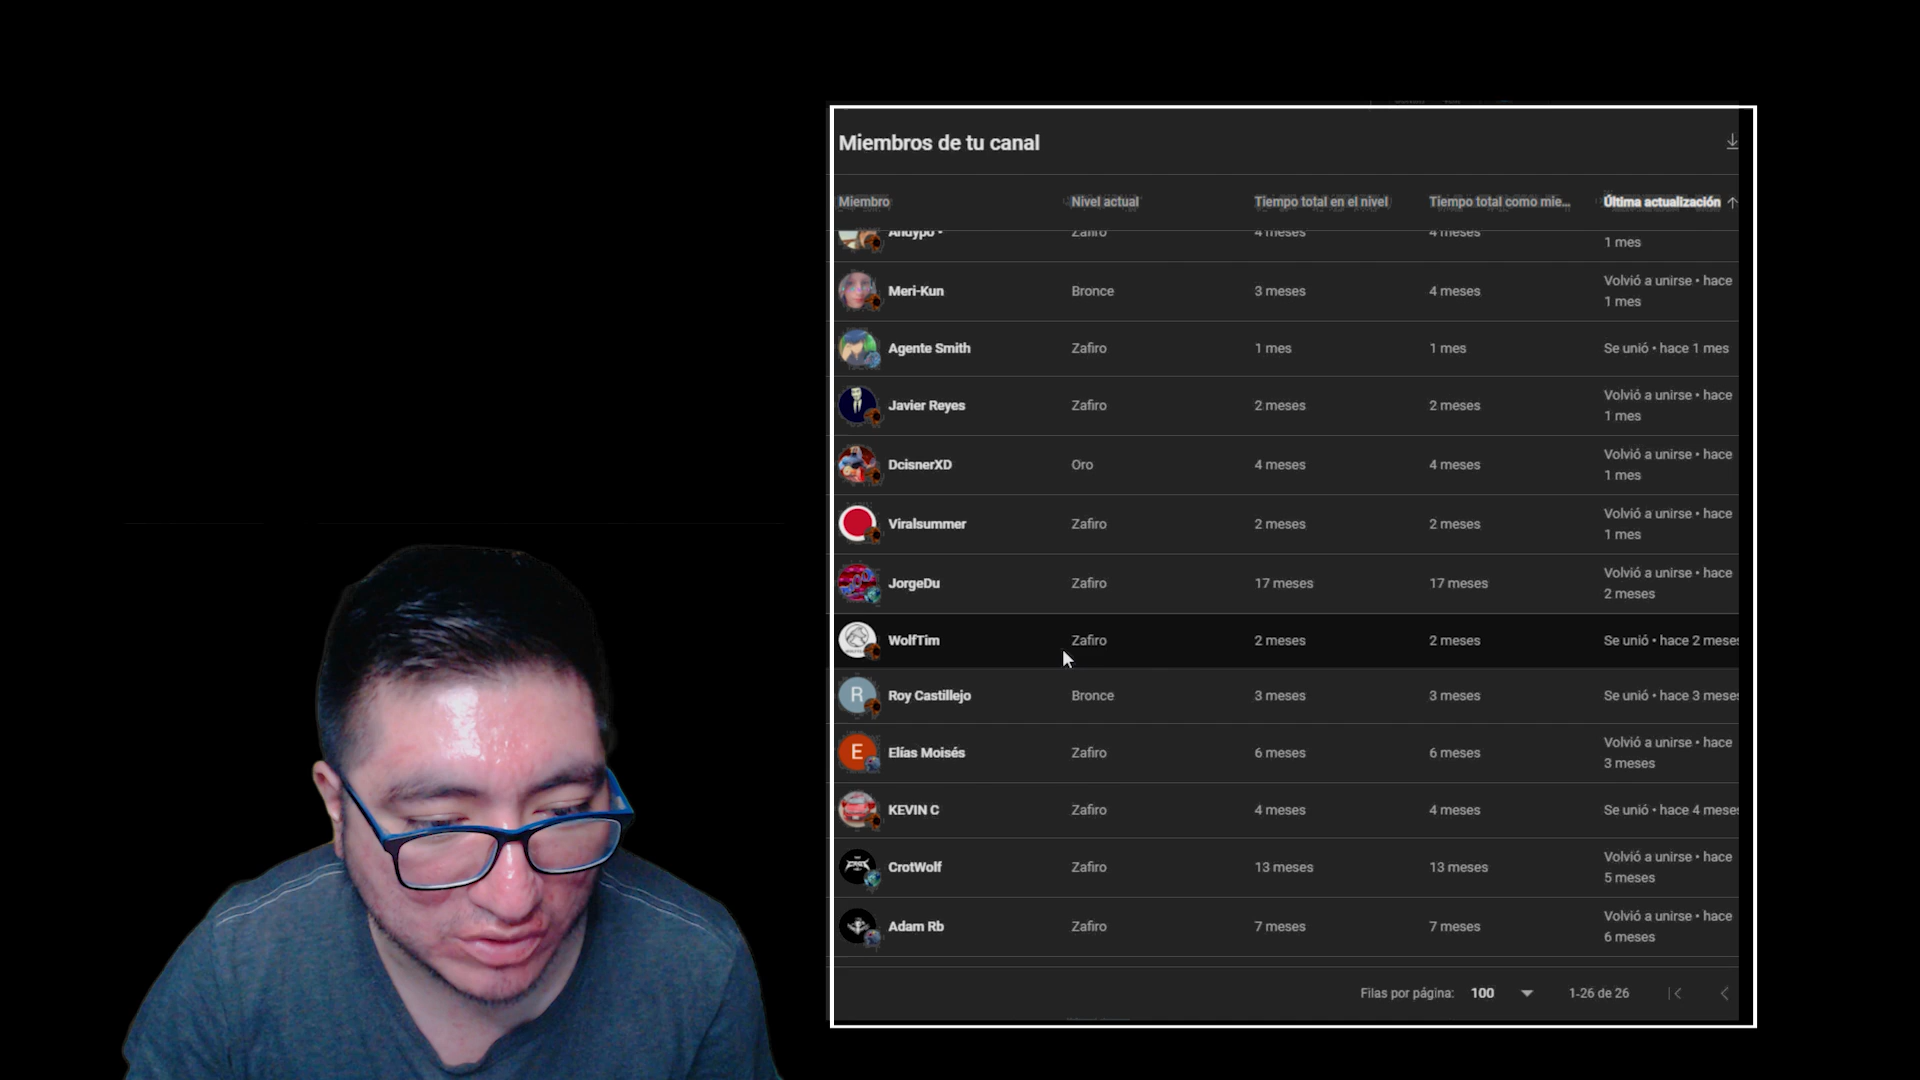 Miembros de tu canal
Miembro Nivel actual Tiempo total en el nivel Tiempo total como mie... Última actualización
Andypo • Zafiro 4 meses 4 meses 1 mes
Meri-Kun Bronce 3 meses 4 meses Volvió a unirse • hace
1 mes
Agente Smith Zafiro 1 mes 1 mes Se unió • hace 1 mes
Javier Reyes Zafiro 2 meses 2 meses Volvió a unirse • hace
1 mes
DcisnerXD Oro 4 meses 4 meses Volvió a unirse • hace
1 mes
Viralsummer Zafiro 2 meses 2 meses Volvió a unirse • hace
1 mes
JorgeDu Zafiro 17 meses 17 meses Volvió a unirse • hace
2 meses
WolfTim Zafiro 2 meses 2 meses Se unió • hace 2 meses
R Roy Castillejo Bronce 3 meses 3 meses Se unió • hace 3 meses
E Elías Moisés Zafiro 6 meses 6 meses Volvió a unirse • hace
3 meses
KEVIN C Zafiro 4 meses 4 meses Se unió • hace 4 meses
CrotWolf Zafiro 13 meses 13 meses Volvió a unirse • hace
5 meses
Adam Rb Zafiro 7 meses 7 meses Volvió a unirse • hace
6 meses
Filas por página: 100 1-26 de 26